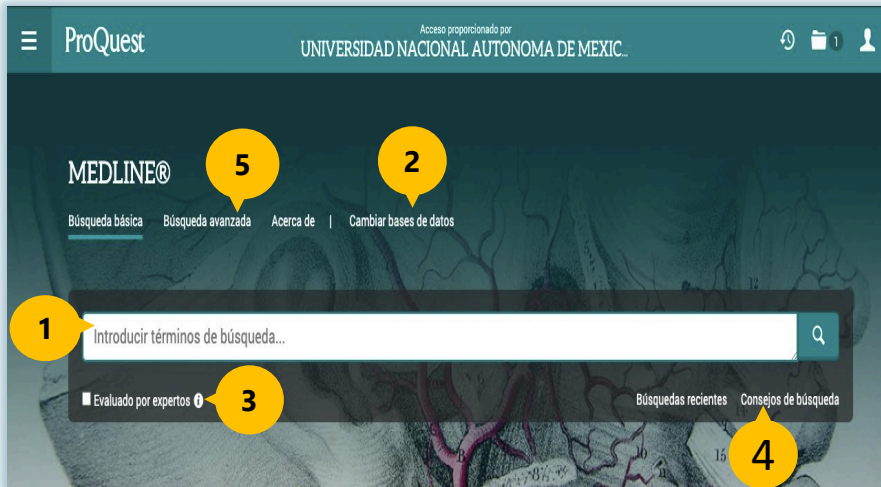 ProQuest
Acceso proporcionado por
UNIVERSIDAD NACIONAL AUTONOMA DE MEXIC...
1
MEDLINE®
5
2
Búsqueda básica Búsqueda avanzada Acerca de | Cambiar bases de datos
1
Introducir términos de búsqueda...
Evaluado por expertos
3
Búsquedas recientes Consejos de búsqueda
4
15